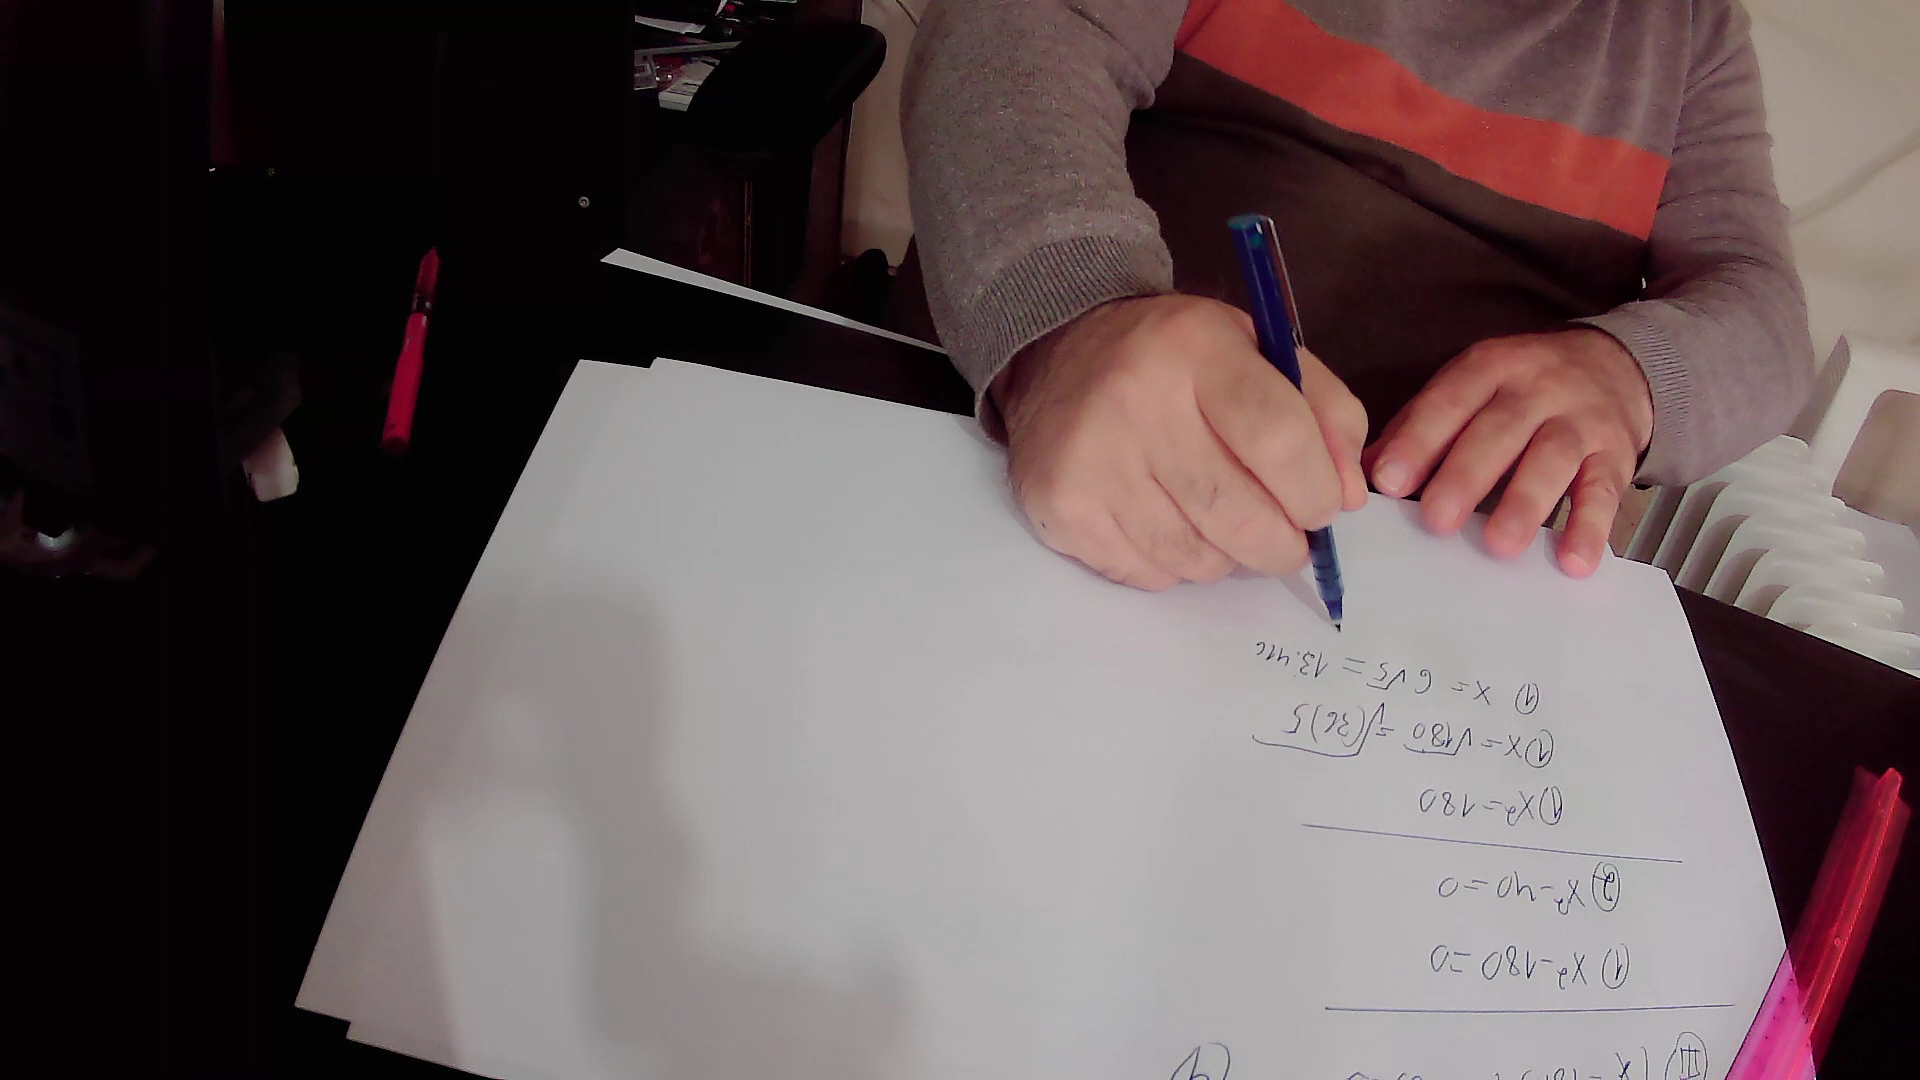 ① x²-180=0
② x²-40=0
① x²=180
① x=√180 = √(36)5
① x= 6√5 = 13.416